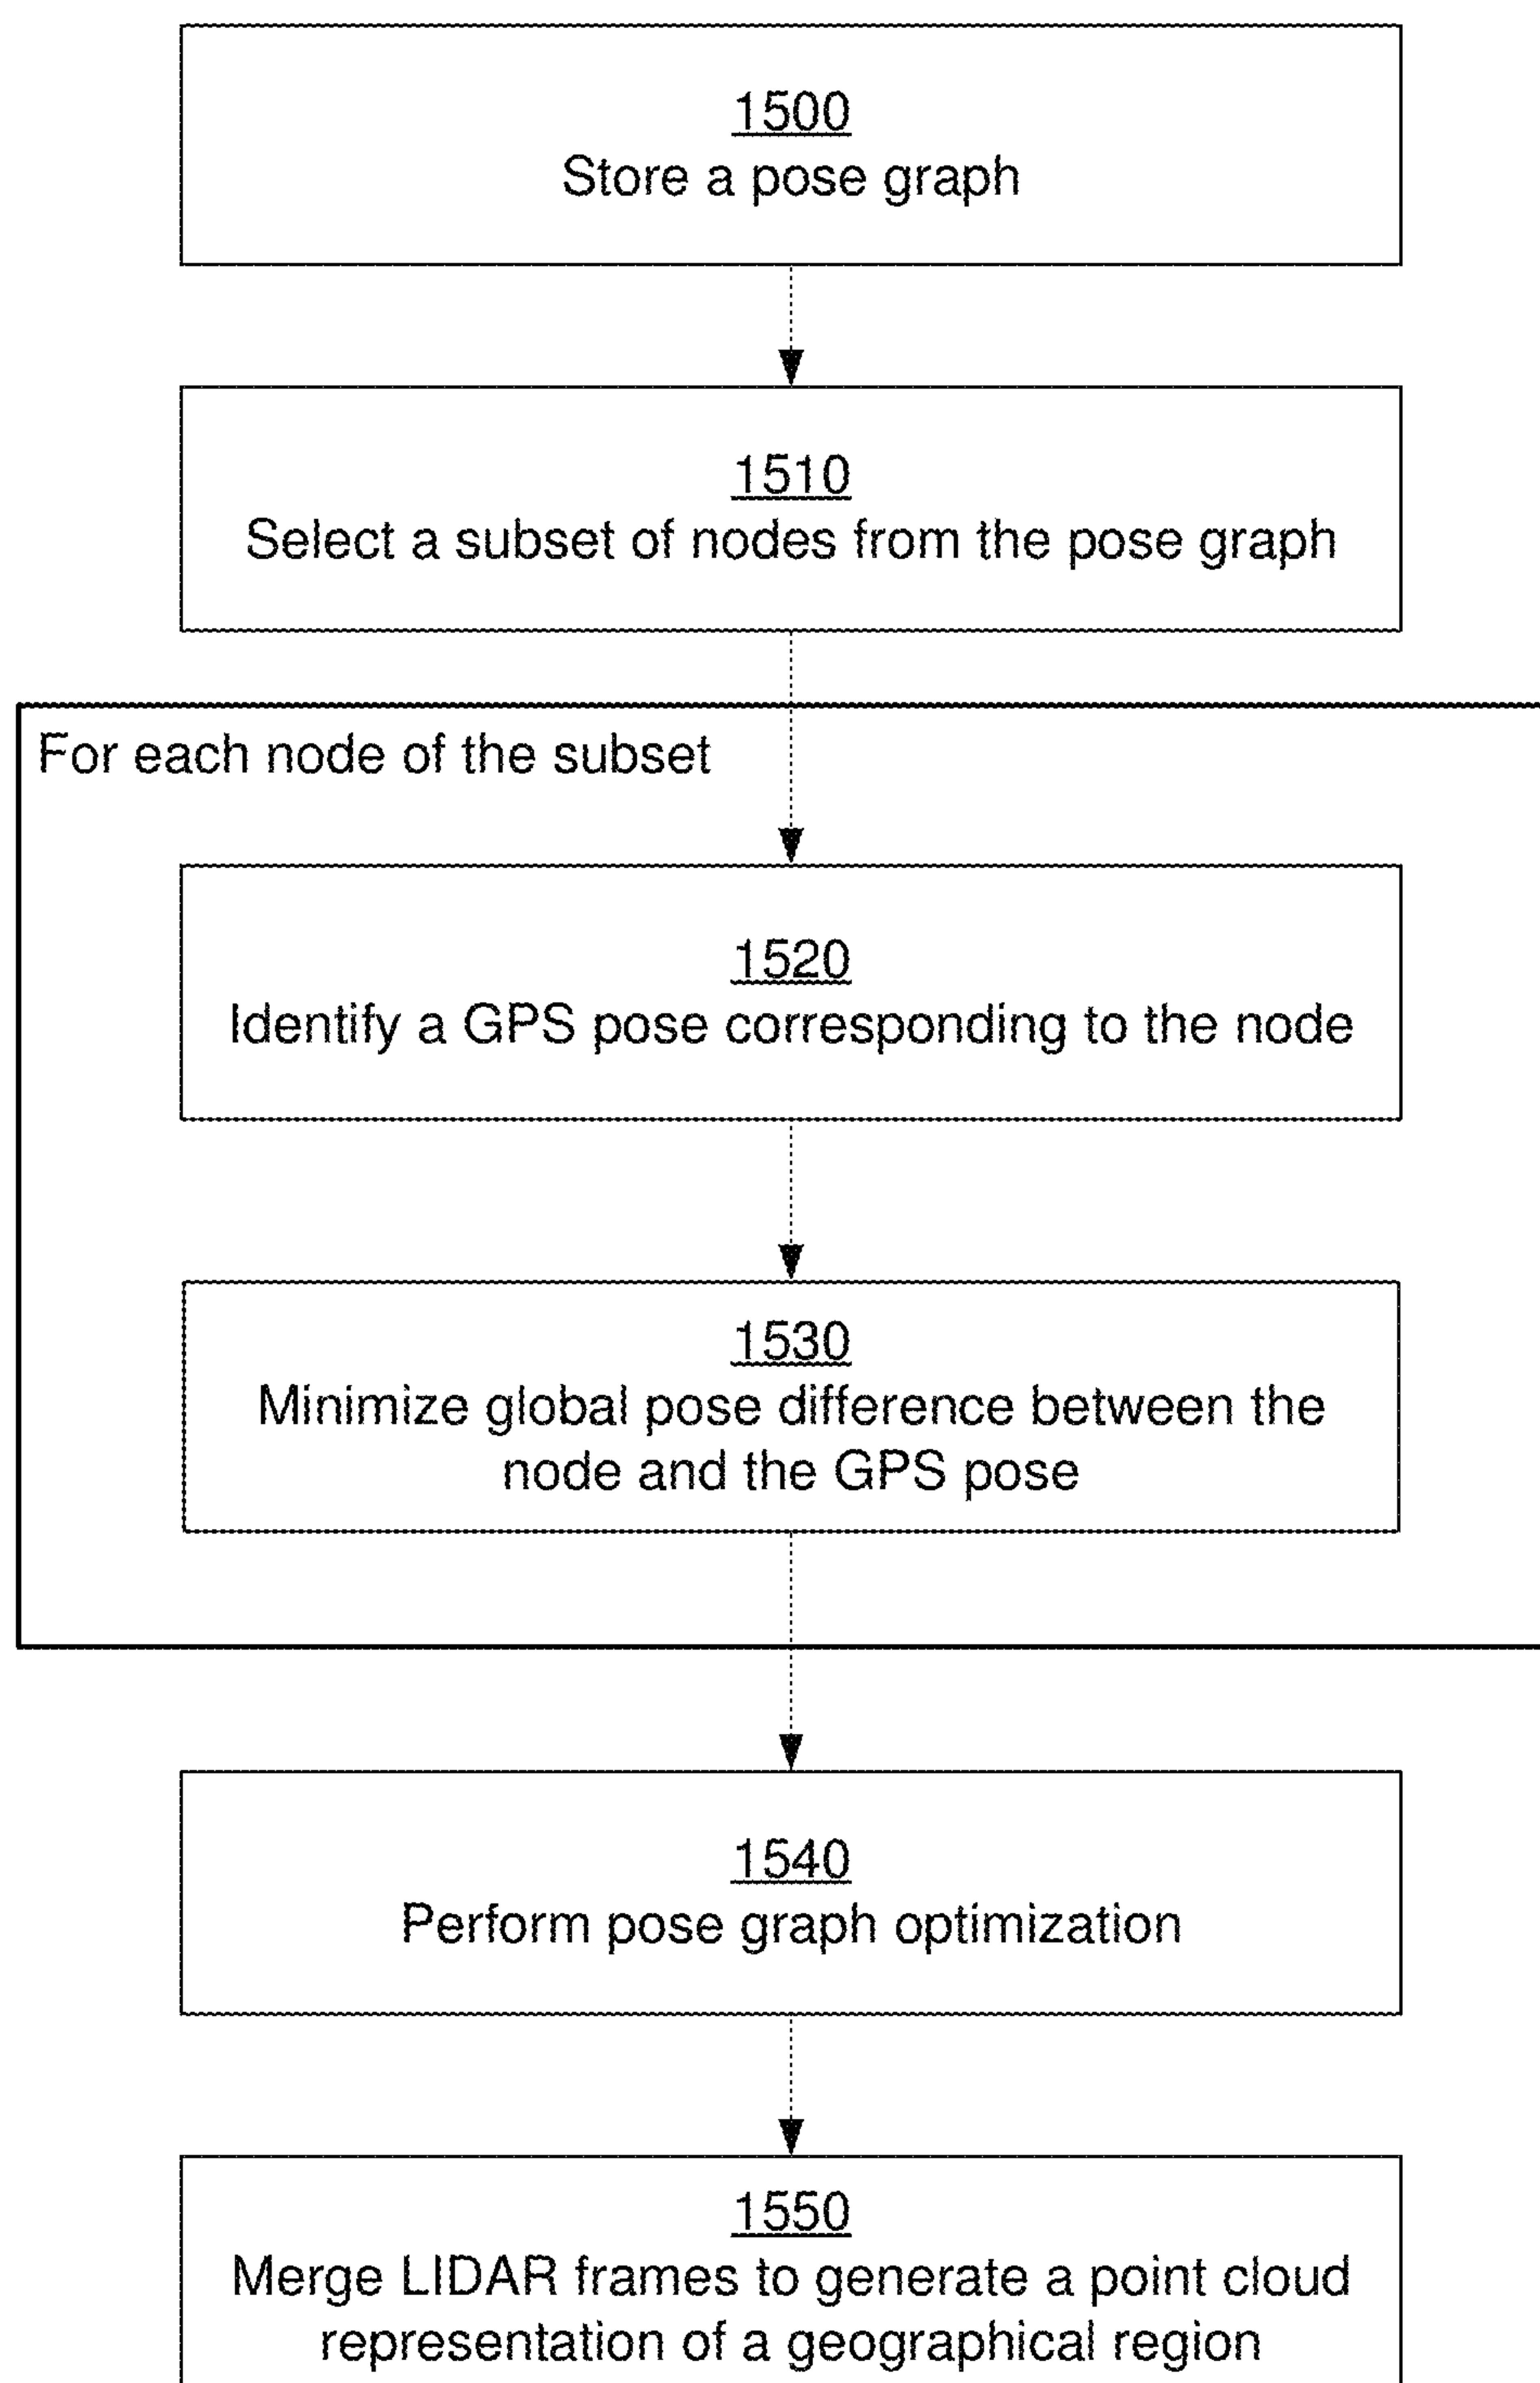 1500
Store a pose graph
1510
Select a subset of nodes from the pose graph
For each node of the subset
1520
Identify a GPS pose corresponding to the node
1530
Minimize global pose difference between the
node and the GPS pose
1540
Perform pose graph optimization
1550
Merge LIDAR frames to generate a point cloud
representation of a geographical region